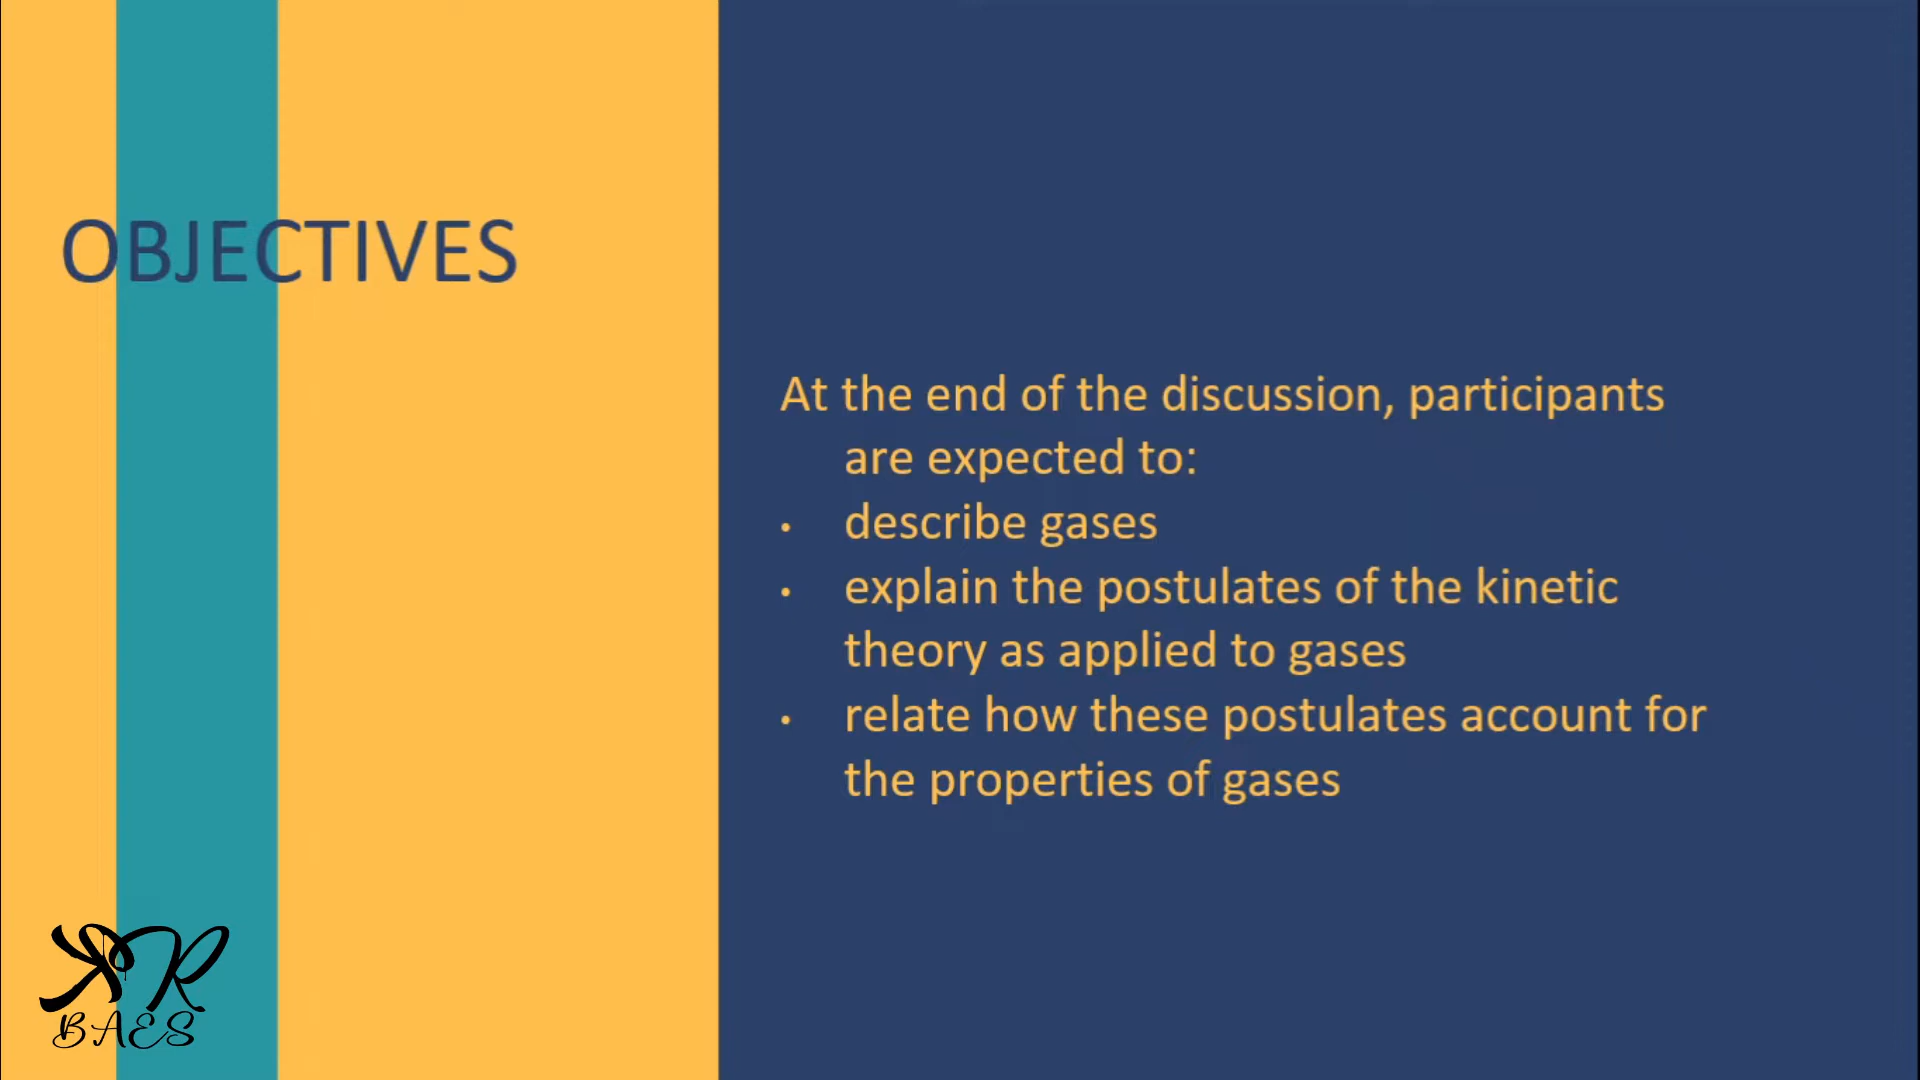 OBJECTIVES
At the end of the discussion, participants
are expected to:
• describe gases
• explain the postulates of the kinetic
theory as applied to gases
• relate how these postulates account for
the properties of gases
KR
BAES